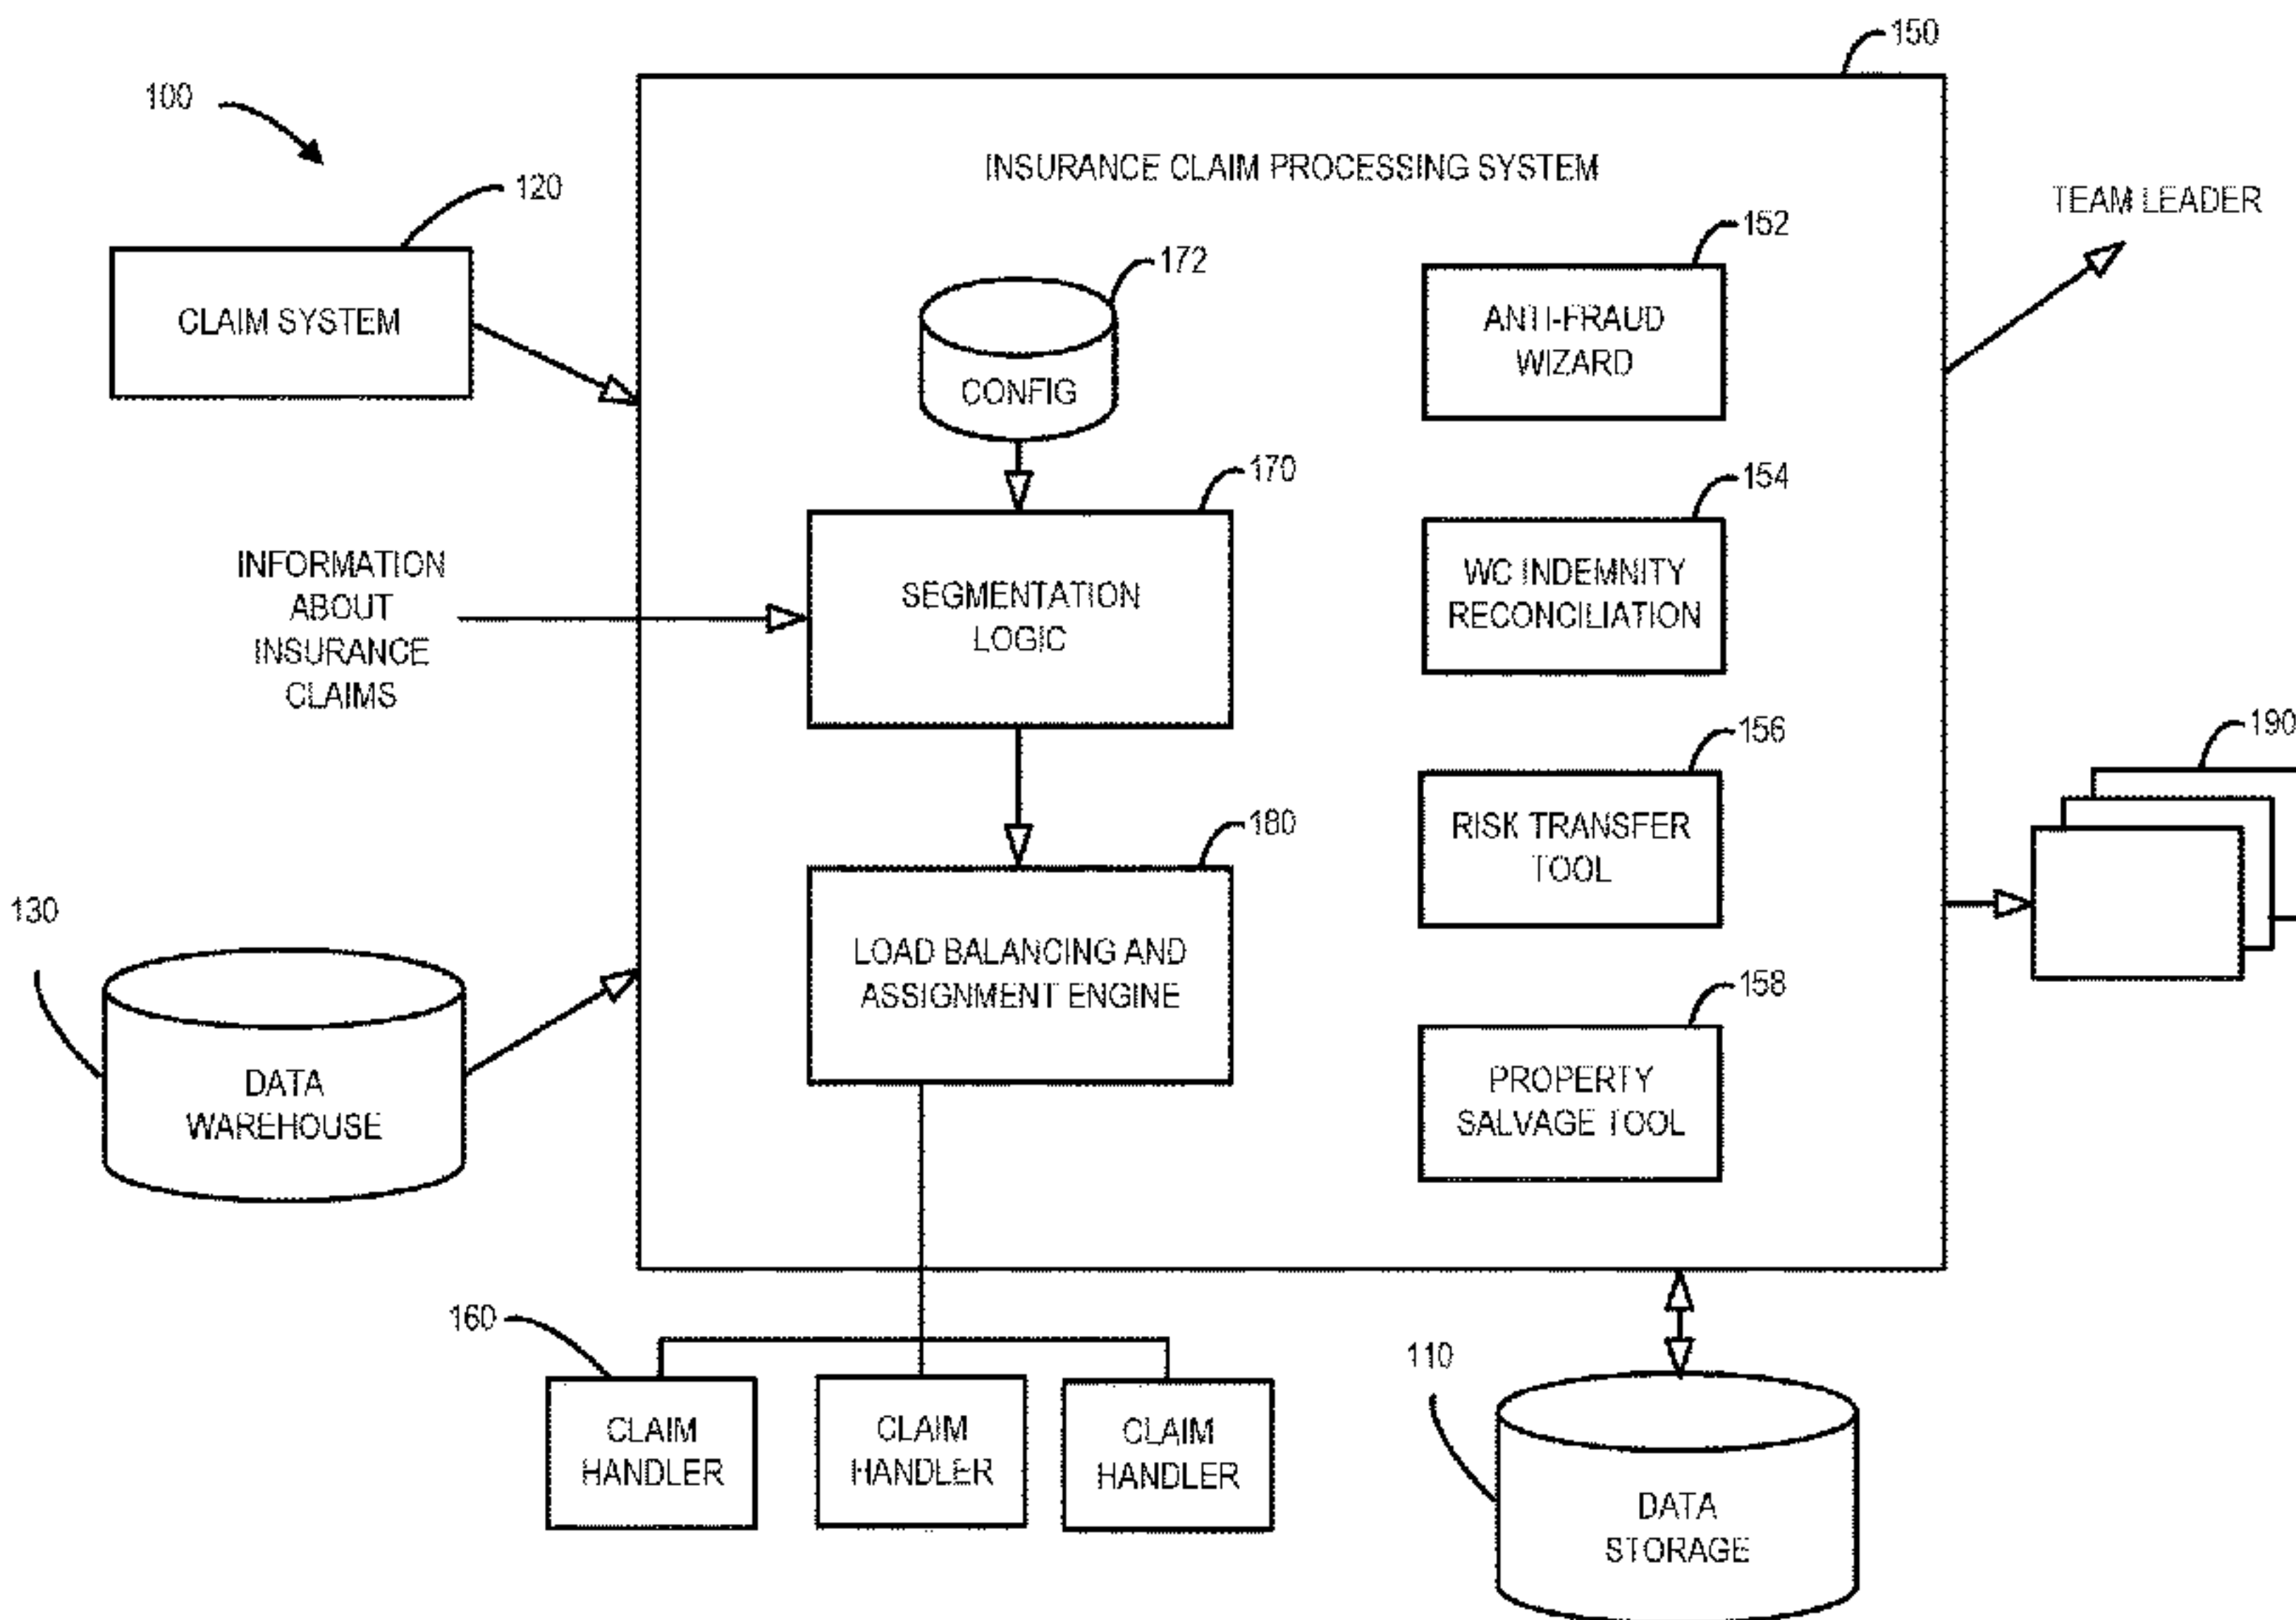 150
100
INSURANCE CLAIM PROCESSING SYSTEM
120
TEAM LEADER
152
172
CLAIM SYSTEM
ANTI-FRAUD
WIZARD
CONFIG
170
154
INFORMATION
ABOUT
INSURANCE
CLAIMS
SEGMENTATION
LOGIC
WC INDEMNITY
RECONCILIATION
156
190
180
RISK TRANSFER
TOOL
130
LOAD BALANCING AND
ASSIGNMENT ENGINE
158
DATA
WAREHOUSE
PROPERTY
SALVAGE TOOL
160
110
CLAIM
HANDLER
CLAIM
HANDLER
CLAIM
HANDLER
DATA
STORAGE